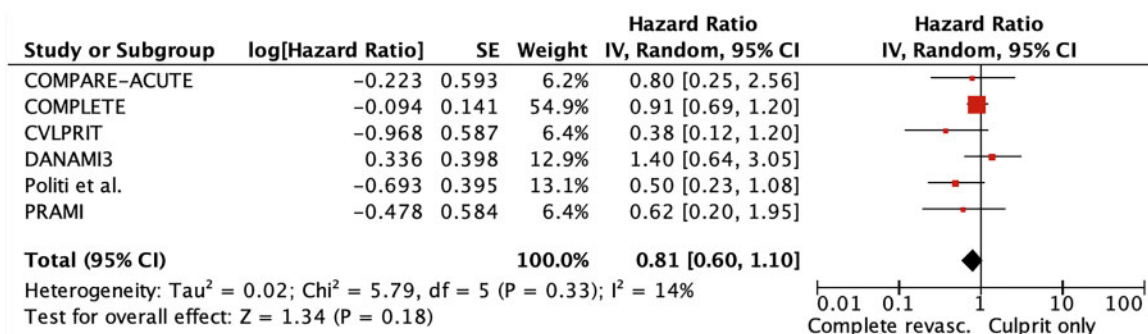 Hazard Ratio Hazard Ratio
Study or Subgroup log[Hazard Ratio] SE Weight IV, Random, 95% CI IV, Random, 95% CI
COMPARE-ACUTE -0.223 0.593 6.2% 0.80 [0.25, 2.56]
COMPLETE -0.094 0.141 54.9% 0.91 [0.69, 1.20]
CVLPRIT -0.968 0.587 6.4% 0.38 [0.12, 1.20]
DANAMI3 0.336 0.398 12.9% 1.40 [0.64, 3.05]
Politi et al. -0.693 0.395 13.1% 0.50 [0.23, 1.08]
PRAMI -0.478 0.584 6.4% 0.62 [0.20, 1.95]
Total (95% CI) 100.0% 0.81 [0.60, 1.10]
Heterogeneity: Tau² = 0.02; Chi² = 5.79, df = 5 (P = 0.33); I² = 14%
Test for overall effect: Z = 1.34 (P = 0.18)
0.01 0.1 1 10 100
Complete revasc. Culprit only